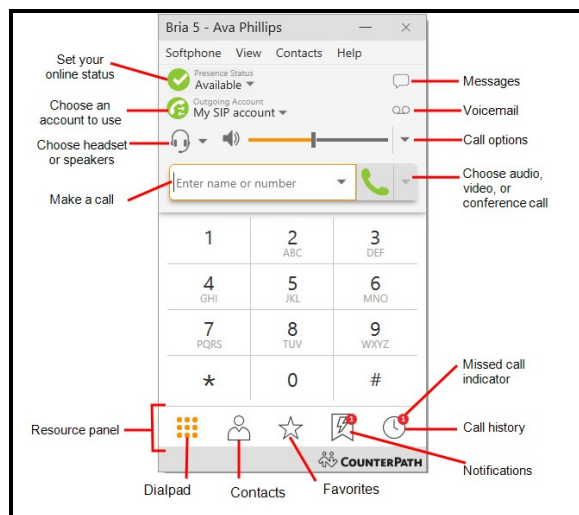 Bria 5 - Ava Phillips
Softphone View Contacts Help
Set your
online status
Presence Status
Available
Messages
Choose an
account to use
Outgoing Account
My SIP account
Voicemail
Choose headset
or speakers
Call options
Make a call
Enter name or number
Choose audio,
video, or
conference call
1 2 3
ABC DEF
4 5 6
GHI JKL MNO
7 8 9
PQRS TUV WXYZ
* 0 #
Missed call
indicator
Resource panel
1 1
Call history
COUNTERPATH
Notifications
Dialpad
Contacts
Favorites